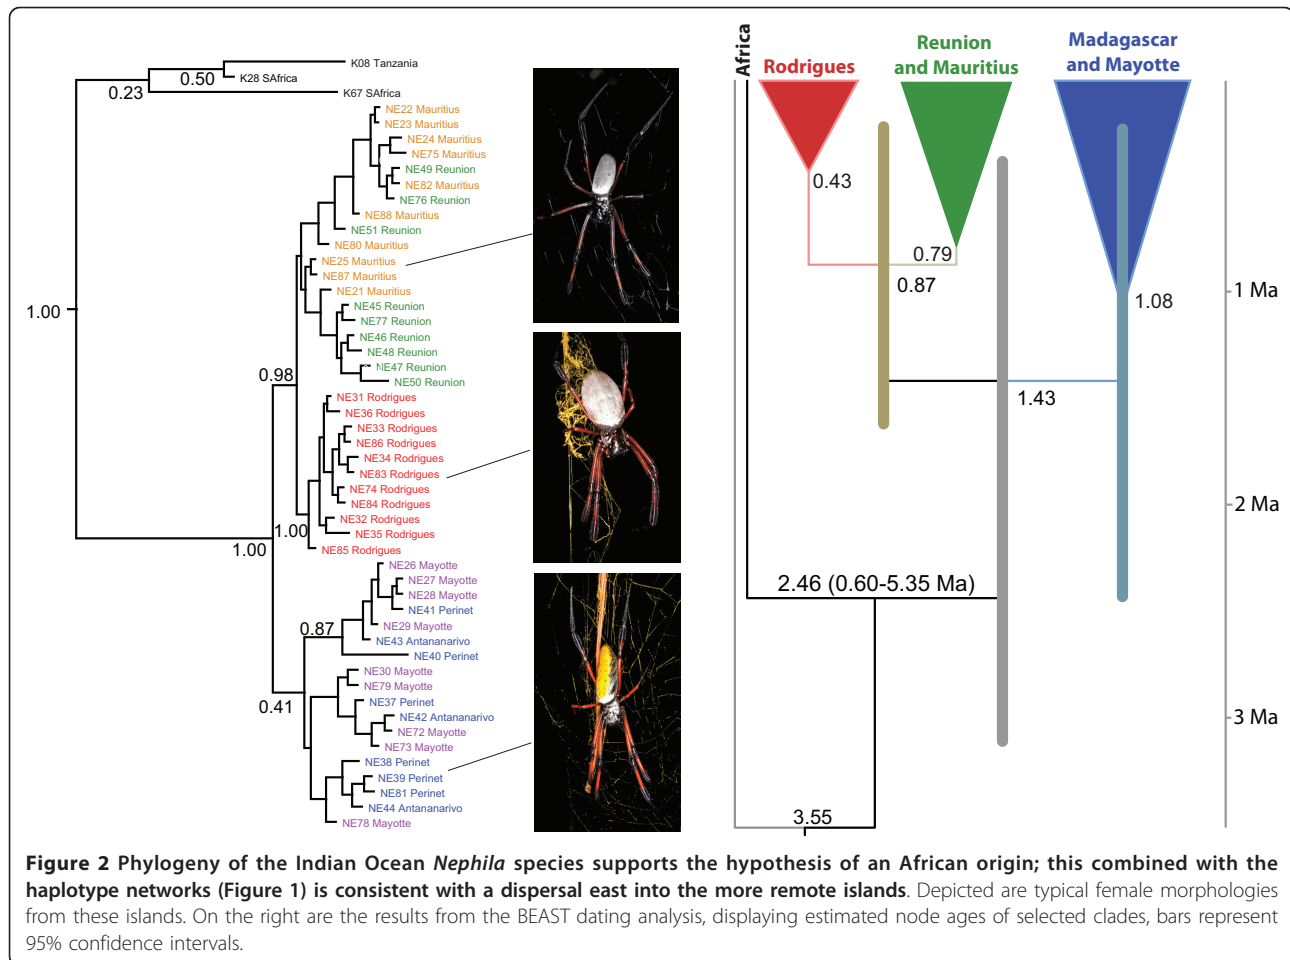 K08 Tanzania
0.50
K28 SAfrica
0.23
K67 SAfrica
NE22 Mauritius
NE23 Mauritius
NE24 Mauritius
NE75 Mauritius
NE49 Reunion
NE82 Mauritius
NE76 Reunion
NE88 Mauritius
NE51 Reunion
NE80 Mauritius
NE25 Mauritius
NE87 Mauritius
NE21 Mauritius
1.00
NE45 Reunion
NE77 Reunion
NE46 Reunion
NE48 Reunion
NE47 Reunion
0.98
NE50 Reunion
NE31 Rodrigues
NE36 Rodrigues
NE33 Rodrigues
NE86 Rodrigues
NE34 Rodrigues
NE83 Rodrigues
NE74 Rodrigues
NE84 Rodrigues
NE32 Rodrigues
1.00
NE35 Rodrigues
1.00
NE85 Rodrigues
NE26 Mayotte
NE27 Mayotte
NE28 Mayotte
NE41 Perinet
NE29 Mayotte
0.87
NE43 Antananarivo
NE40 Perinet
NE30 Mayotte
NE79 Mayotte
NE37 Perinet
0.41
NE42 Antananarivo
NE72 Mayotte
NE73 Mayotte
NE38 Perinet
NE39 Perinet
NE81 Perinet
NE44 Antananarivo
NE78 Mayotte
Africa
Rodrigues
Reunion
and Mauritius
Madagascar
and Mayotte
0.43
0.79
0.87
1.08
1 Ma
1.43
2 Ma
2.46 (0.60-5.35 Ma)
3 Ma
3.55
Figure 2 Phylogeny of the Indian Ocean Nephila species supports the hypothesis of an African origin; this combined with the
haplotype networks (Figure 1) is consistent with a dispersal east into the more remote islands. Depicted are typical female morphologies
from these islands. On the right are the results from the BEAST dating analysis, displaying estimated node ages of selected clades, bars represent
95% confidence intervals.